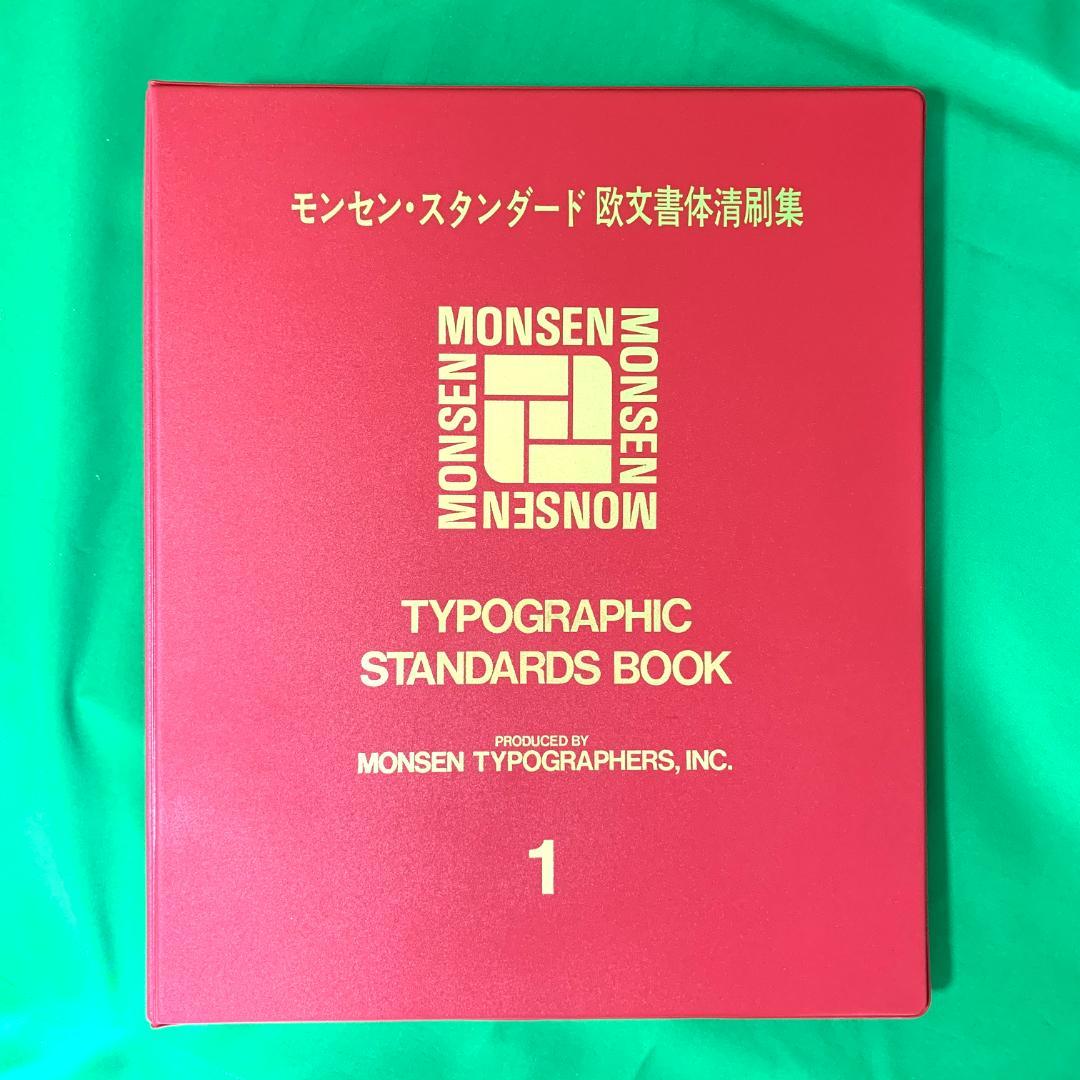 モンセン・スタンダード 欧文書体清刷集
MONSEN
MONSEN
MONSEN
MONSEN
TYPOGRAPHIC
STANDARDS BOOK
PRODUCED BY
MONSEN TYPOGRAPHERS, INC.
1